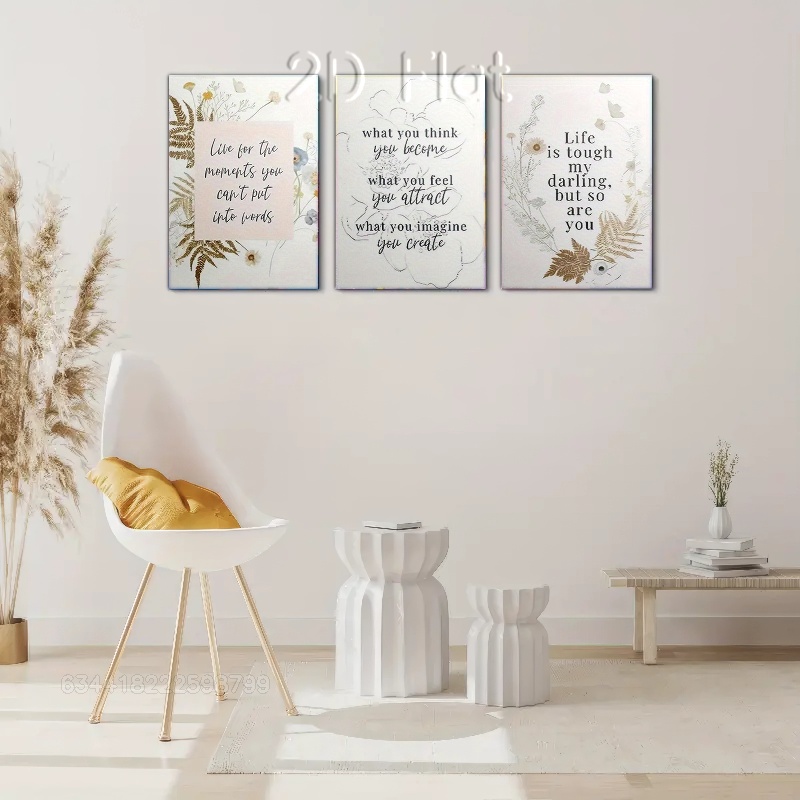 2D Flat
Live for the
moments you
can't put
into words
what you think
you become
what you feel
you attract
what you imagine
you create
Life
is tough
my
darling,
but so
are
you